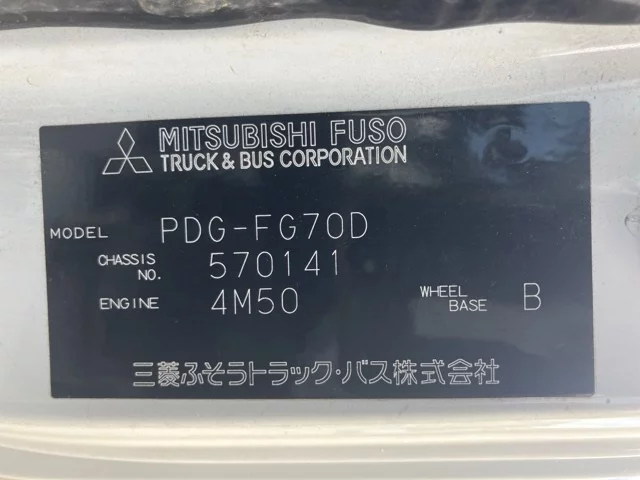 MITSUBISHI FUSO
TRUCK & BUS CORPORATION
MODEL PDG-FG70D
CHASSIS NO. 570141
ENGINE 4M50 WHEEL BASE B
三菱ふそうトラック・バス株式会社